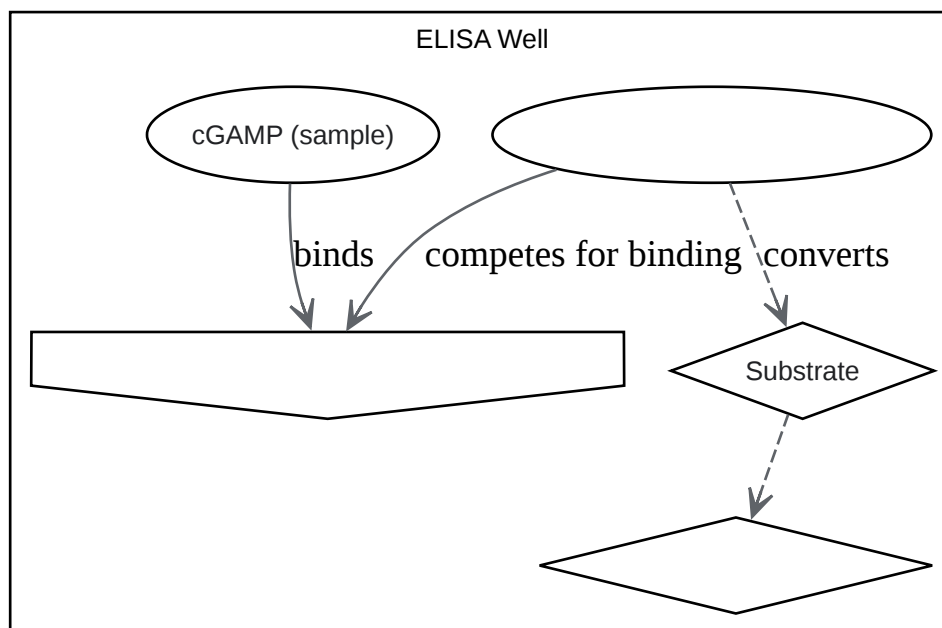 ELISA Well
cGAMP (sample)
binds
competes for binding
converts
Substrate